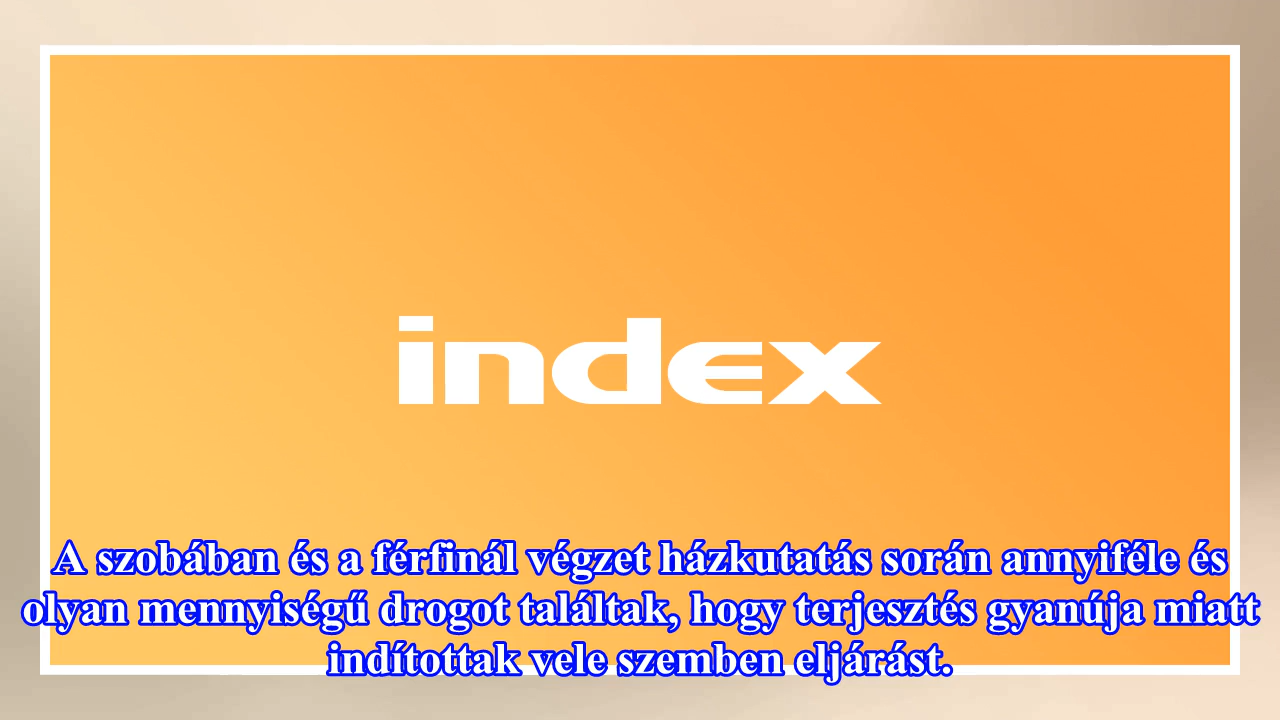 index
A szobában és a férfinál végzet házkutatás során annyiféle és
olyan mennyiségű drogot találtak, hogy terjesztés gyanúja miatt
indítottak vele szemben eljárást.